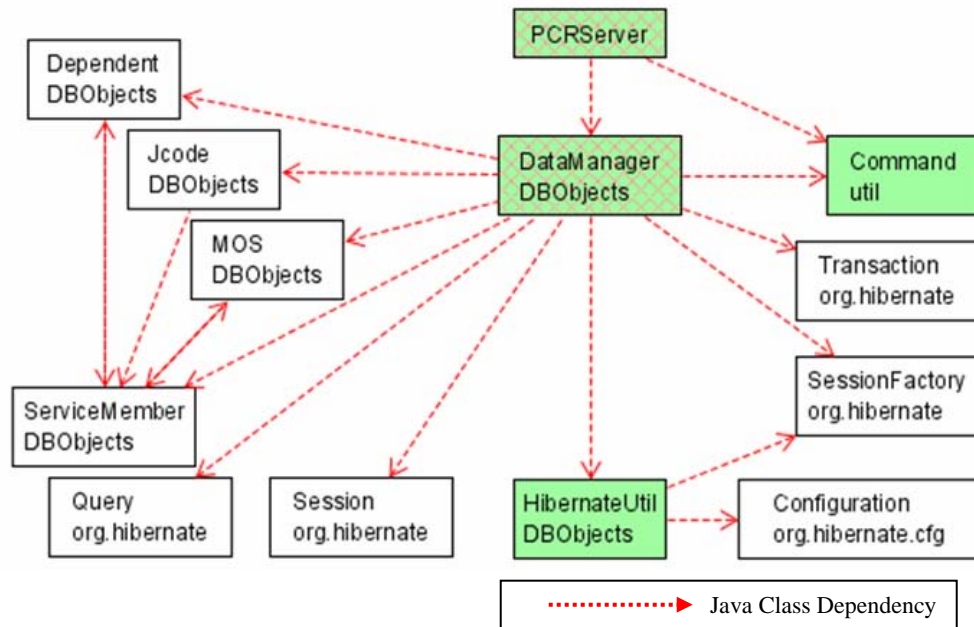 PCRServer
Dependent
DBObjects
Jcode
DBObjects
DataManager
DBObjects
Command
util
MOS
DBObjects
Transaction
org.hibernate
SessionFactory
org.hibernate
ServiceMember
DBObjects
Query
org.hibernate
Session
org.hibernate
HibernateUtil
DBObjects
Configuration
org.hibernate.cfg
Java Class Dependency